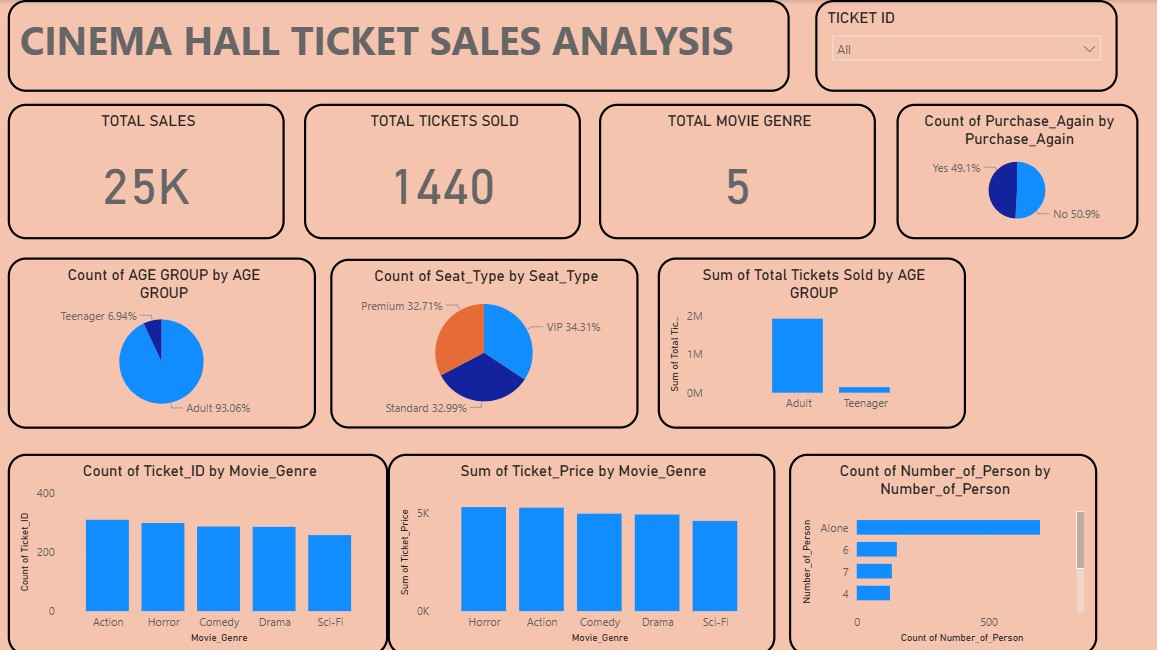 CINEMA HALL TICKET SALES ANALYSIS
TICKET ID
All
TOTAL SALES
25K
TOTAL TICKETS SOLD
1440
TOTAL MOVIE GENRE
5
Count of Purchase_Again by
Purchase_Again
Yes 49.1%
No 50.9%
Count of AGE GROUP by AGE
GROUP
Teenager 6.94%
Adult 93.06%
Count of Seat_Type by Seat_Type
Premium 32.71%
VIP 34.31%
Standard 32.99%
Sum of Total Tickets Sold by AGE
GROUP
Sum of Total Tic...
2M
1M
0M
Adult
Teenager
Count of Ticket_ID by Movie_Genre
Count of Ticket_ID
400
200
0
Action Horror Comedy Drama Sci-Fi
Movie_Genre
Sum of Ticket_Price by Movie_Genre
Sum of Ticket_Price
5K
0K
Horror Action Comedy Drama Sci-Fi
Movie_Genre
Count of Number_of_Person by
Number_of_Person
Number_of_Person
Alone
6
7
4
0 500
Count of Number_of_Person